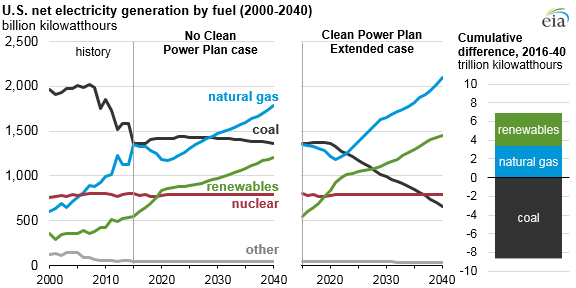 U.S. net electricity generation by fuel (2000-2040)
billion kilowatthours
eia
No Clean
Power Plan case
Clean Power Plan
Extended case
Cumulative
difference, 2016-40
trillion kilowatthours
history
2,500
2,000
1,500
1,000
500
0
natural gas
coal
renewables
nuclear
other
2000
2010
2020
2030
2040
2020
2030
2040
10
8
6
4
2
0
-2
-4
-6
-8
-10
renewables
natural gas
coal